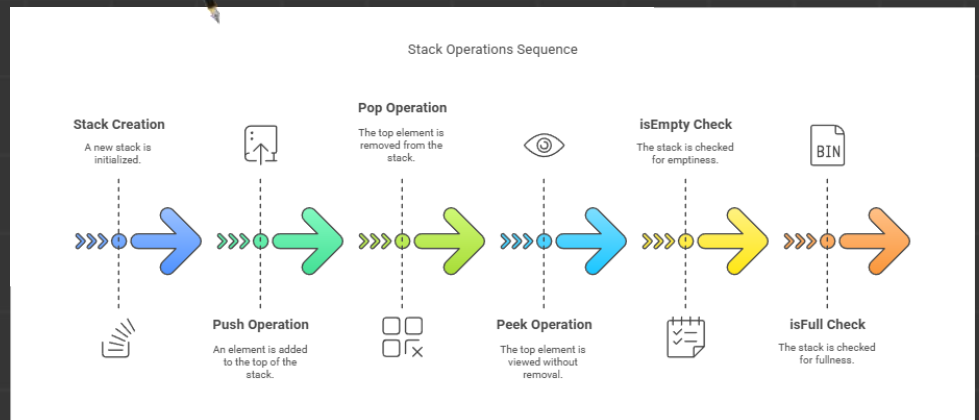 Stack Operations Sequence
Stack Creation
A new stack is
initialized.
Push Operation
An element is added
to the top of the
stack.
Pop Operation
The top element is
removed from the
stack.
Peek Operation
The top element is
viewed without
removal.
isEmpty Check
The stack is checked
for emptiness.
BIN
isFull Check
The stack is checked
for fullness.